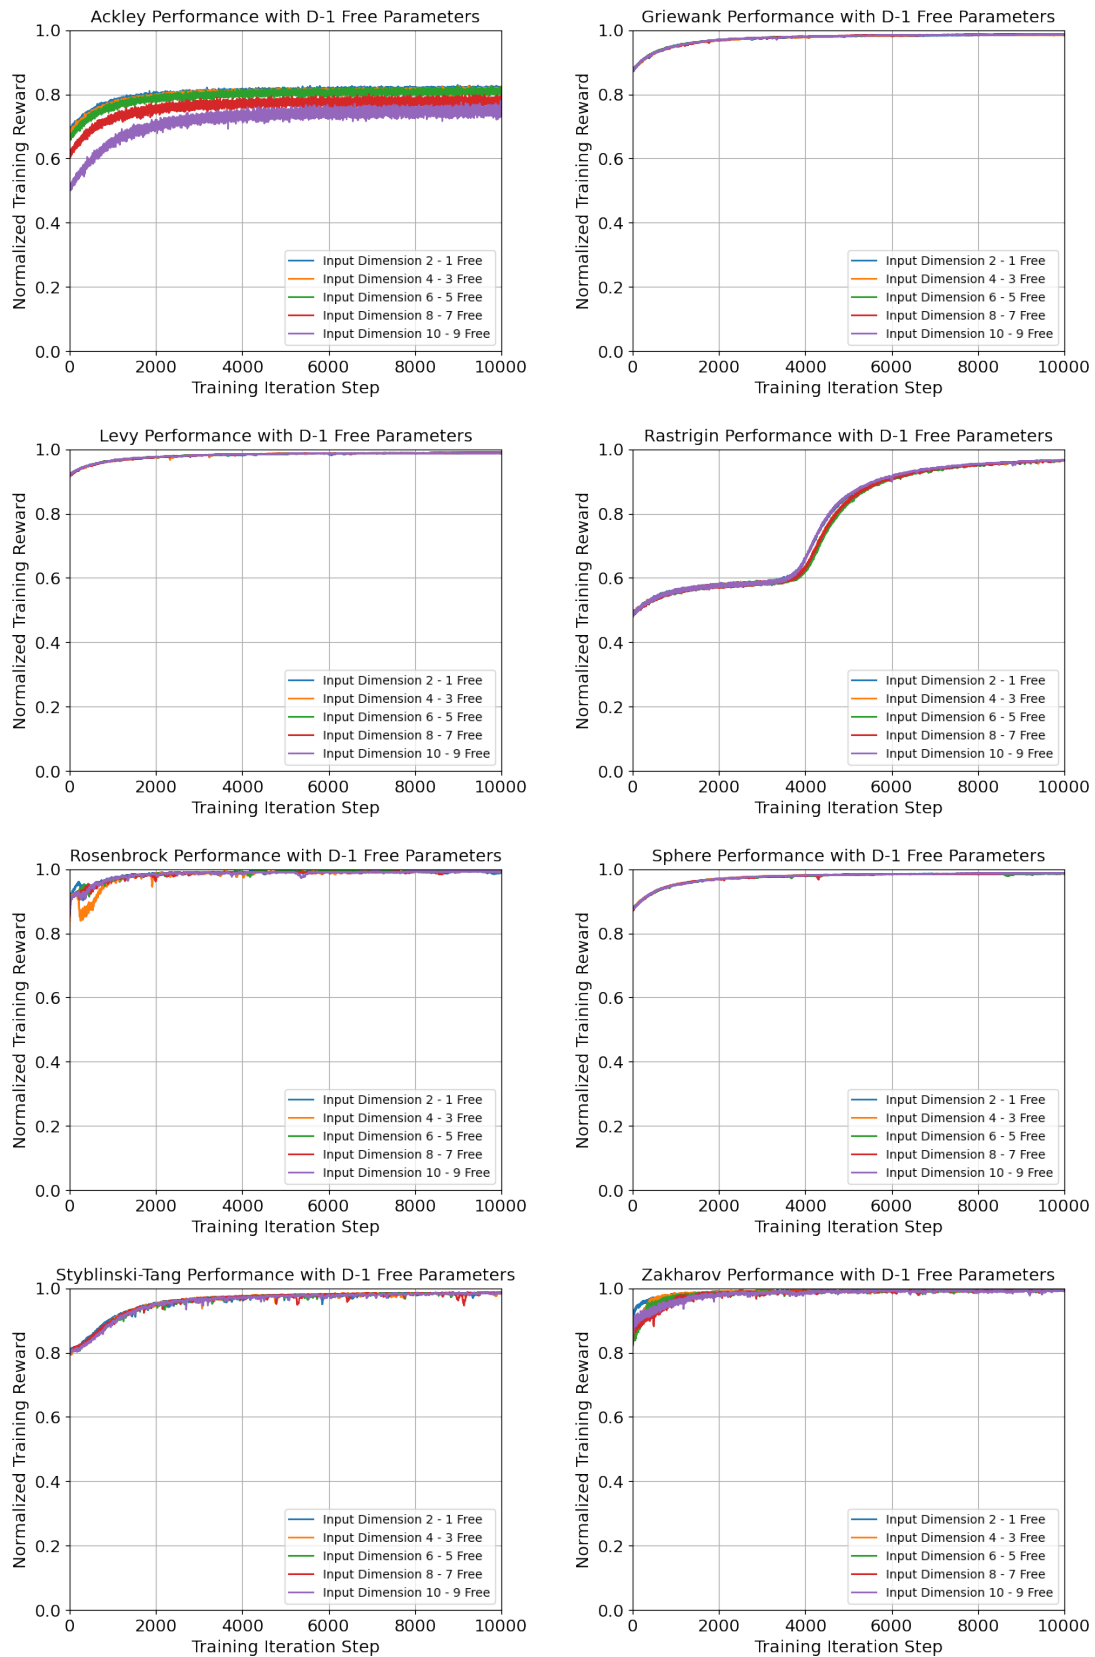 Ackley Performance with D-1 Free Parameters
Normalized Training Reward
1.0
0.8
0.6
0.4
0.2
0.0
Input Dimension 2 - 1 Free
Input Dimension 4 - 3 Free
Input Dimension 6 - 5 Free
Input Dimension 8 - 7 Free
Input Dimension 10 - 9 Free
0 2000 4000 6000 8000 10000
Training Iteration Step
Griewank Performance with D-1 Free Parameters
Normalized Training Reward
1.0
0.8
0.6
0.4
0.2
0.0
Input Dimension 2 - 1 Free
Input Dimension 4 - 3 Free
Input Dimension 6 - 5 Free
Input Dimension 8 - 7 Free
Input Dimension 10 - 9 Free
0 2000 4000 6000 8000 10000
Training Iteration Step
Levy Performance with D-1 Free Parameters
Normalized Training Reward
1.0
0.8
0.6
0.4
0.2
0.0
Input Dimension 2 - 1 Free
Input Dimension 4 - 3 Free
Input Dimension 6 - 5 Free
Input Dimension 8 - 7 Free
Input Dimension 10 - 9 Free
0 2000 4000 6000 8000 10000
Training Iteration Step
Rastrigin Performance with D-1 Free Parameters
Normalized Training Reward
1.0
0.8
0.6
0.4
0.2
0.0
Input Dimension 2 - 1 Free
Input Dimension 4 - 3 Free
Input Dimension 6 - 5 Free
Input Dimension 8 - 7 Free
Input Dimension 10 - 9 Free
0 2000 4000 6000 8000 10000
Training Iteration Step
Rosenbrock Performance with D-1 Free Parameters
Normalized Training Reward
1.0
0.8
0.6
0.4
0.2
0.0
Input Dimension 2 - 1 Free
Input Dimension 4 - 3 Free
Input Dimension 6 - 5 Free
Input Dimension 8 - 7 Free
Input Dimension 10 - 9 Free
0 2000 4000 6000 8000 10000
Training Iteration Step
Sphere Performance with D-1 Free Parameters
Normalized Training Reward
1.0
0.8
0.6
0.4
0.2
0.0
Input Dimension 2 - 1 Free
Input Dimension 4 - 3 Free
Input Dimension 6 - 5 Free
Input Dimension 8 - 7 Free
Input Dimension 10 - 9 Free
0 2000 4000 6000 8000 10000
Training Iteration Step
Styblinski-Tang Performance with D-1 Free Parameters
Normalized Training Reward
1.0
0.8
0.6
0.4
0.2
0.0
Input Dimension 2 - 1 Free
Input Dimension 4 - 3 Free
Input Dimension 6 - 5 Free
Input Dimension 8 - 7 Free
Input Dimension 10 - 9 Free
0 2000 4000 6000 8000 10000
Training Iteration Step
Zakharov Performance with D-1 Free Parameters
Normalized Training Reward
1.0
0.8
0.6
0.4
0.2
0.0
Input Dimension 2 - 1 Free
Input Dimension 4 - 3 Free
Input Dimension 6 - 5 Free
Input Dimension 8 - 7 Free
Input Dimension 10 - 9 Free
0 2000 4000 6000 8000 10000
Training Iteration Step